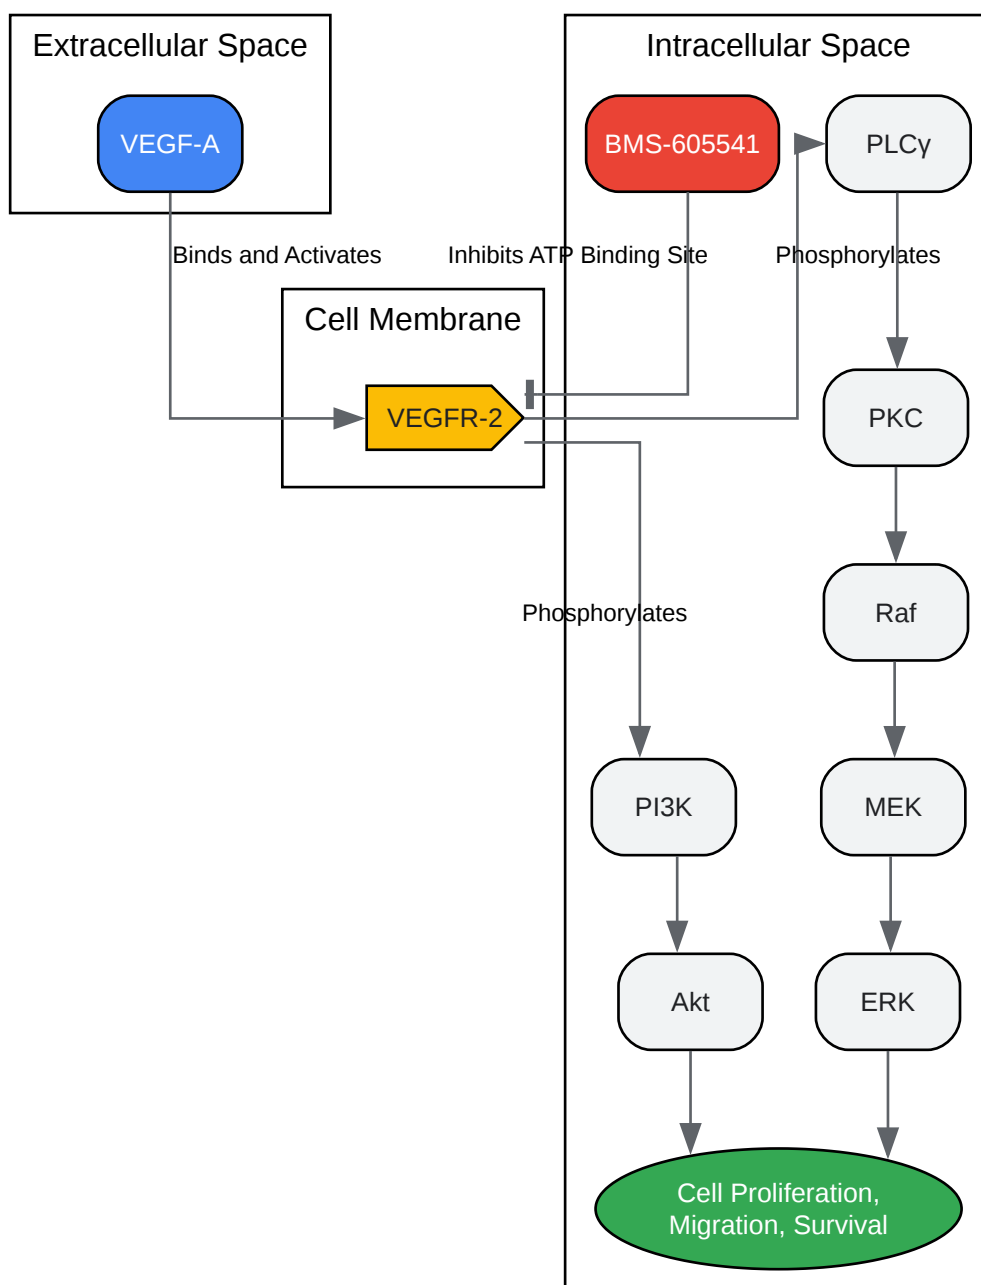 Extracellular Space
Intracellular Space
VEGF-A
BMS-605541
PLCγ
Binds and Activates
Inhibits ATP Binding Site
Phosphorylates
Cell Membrane
VEGFR-2
PKC
Raf
Phosphorylates
PI3K
MEK
Akt
ERK
Cell Proliferation,
Migration, Survival